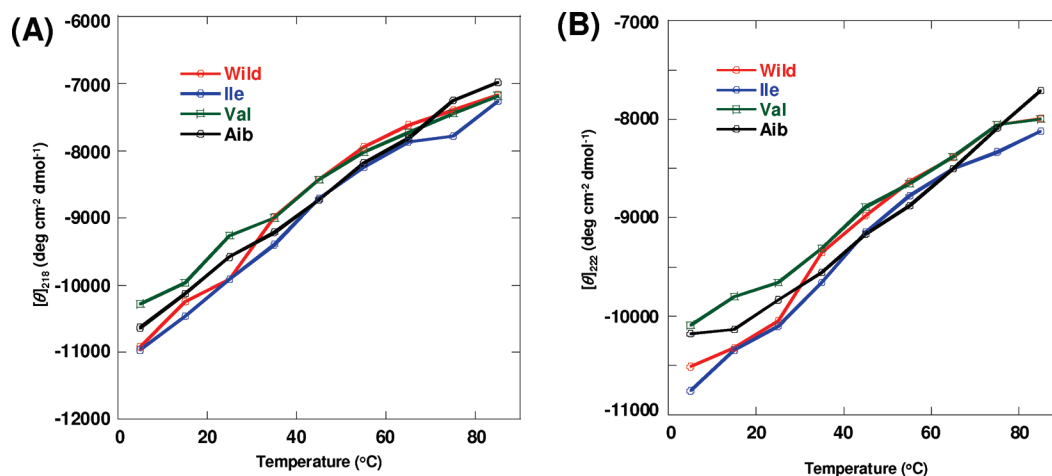 (A)
-6000
-7000
-8000
-9000
-10000
-11000
-12000
[θ]218 (deg cm-2 dmol-1)
Wild
Ile
Val
Aib
0 20 40 60 80
Temperature (oC)
(B)
-7000
-8000
-9000
-10000
-11000
[θ]222 (deg cm-2 dmol-1)
Wild
Ile
Val
Aib
0 20 40 60 80
Temperature (oC)